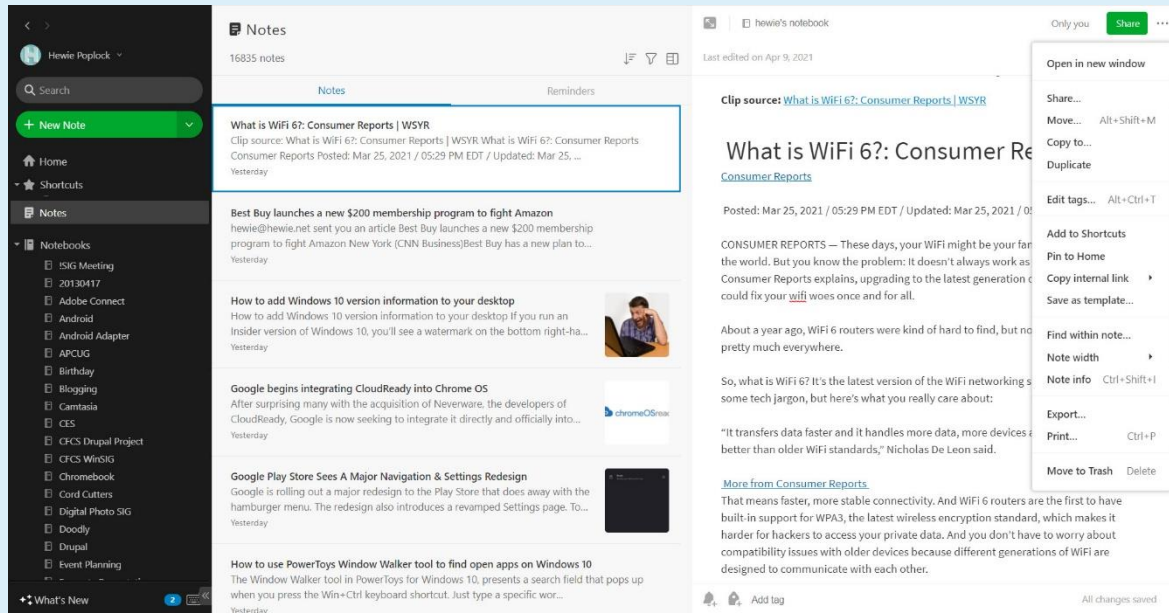 Hewie Poplock
Search
+ New Note
Home
Shortcuts
Notes
Notebooks
!SIG Meeting
20130417
Adobe Connect
Android
Android Adapter
APCUG
Birthday
Blogging
Camtasia
CES
CFCS Drupal Project
CFCS WinSIG
Chromebook
Cord Cutters
Digital Photo SIG
Doodly
Drupal
Event Planning
What's New 2
Notes
16835 notes
Notes Reminders
What is WiFi 6?: Consumer Reports | WSYR
Clip source: What is WiFi 6?: Consumer Reports | WSYR What is WiFi 6?: Consumer Reports
Consumer Reports Posted: Mar 25, 2021 / 05:29 PM EDT / Updated: Mar 25, ...
Yesterday
Best Buy launches a new $200 membership program to fight Amazon
hewie@hewie.net sent you an article Best Buy launches a new $200 membership
program to fight Amazon New York (CNN Business)Best Buy has a new plan to...
Yesterday
How to add Windows 10 version information to your desktop
How to add Windows 10 version information to your desktop If you run an
Insider version of Windows 10, you'll see a watermark on the bottom right-ha...
Yesterday
Google begins integrating CloudReady into Chrome OS
After surprising many with the acquisition of Neverware, the developers of
CloudReady, Google is now seeking to integrate it directly and officially into...
Yesterday
chromeOSrea
Google Play Store Sees A Major Navigation & Settings Redesign
Google is rolling out a major redesign to the Play Store that does away with the
hamburger menu. The redesign also introduces a revamped Settings page. To...
Yesterday
How to use PowerToys Window Walker tool to find open apps on Windows 10
The Window Walker tool in PowerToys for Windows 10, presents a search field that pops up
when you press the Win+Ctrl keyboard shortcut. Just type a specific wor...
Yesterday
hewie's notebook
Only you Share ...
Last edited on Apr 9, 2021
Clip source: What is WiFi 6?: Consumer Reports | WSYR
What is WiFi 6?: Consumer Re
Consumer Reports
Posted: Mar 25, 2021 / 05:29 PM EDT / Updated: Mar 25, 2021 / 05
CONSUMER REPORTS — These days, your WiFi might be your
the world. But you know the problem: It doesn't always work as
Consumer Reports explains, upgrading to the latest generation
could fix your wifi woes once and for all.
About a year ago, WiFi 6 routers were kind of hard to find, but
pretty much everywhere.
So, what is WiFi 6? It's the latest version of the WiFi networking s
some tech jargon, but here's what you really care about:
"It transfers data faster and it handles more data, more devices
better than older WiFi standards," Nicholas De Leon said.
More from Consumer Reports
That means faster, more stable connectivity. And WiFi 6 routers are the first to have
built-in support for WPA3, the latest wireless encryption standard, which makes it
harder for hackers to access your private data. And you don't have to worry about
compatibility issues with older devices because different generations of WiFi are
designed to communicate with each other.
Add tag
All changes saved
Open in new window
Share...
Move... Alt+Shift+M
Copy to...
Duplicate
Edit tags... Alt+Ctrl+T
Add to Shortcuts
Pin to Home
Copy internal link
Save as template...
Find within note...
Note width
Note info Ctrl+Shift+I
Export...
Print... Ctrl+P
Move to Trash Delete